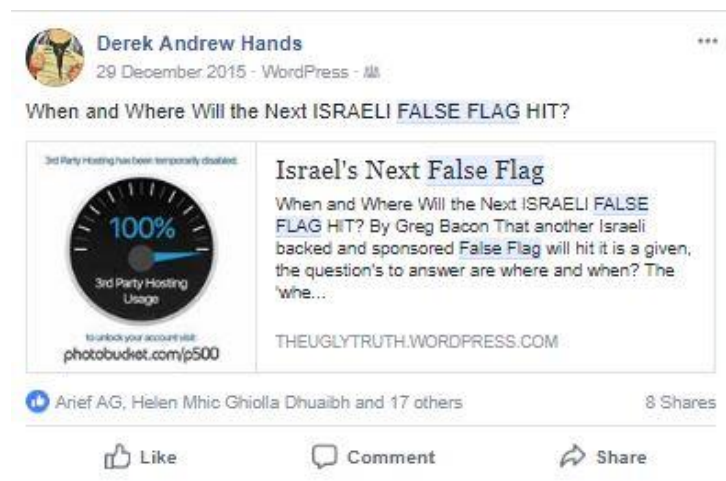 Derek Andrew Hands
29 December 2015 · WordPress ·
When and Where Will the Next ISRAELI FALSE FLAG HIT?
3rd Party Hosting has been temporarily disabled.
100%
3rd Party Hosting
Usage
to unlock your account visit
photobucket.com/p500
Israel's Next False Flag
When and Where Will the Next ISRAELI FALSE
FLAG HIT? By Greg Bacon That another Israeli
backed and sponsored False Flag will hit it is a given,
the question's to answer are where and when? The
'whe...
THEUGLYTRUTH.WORDPRESS.COM
Arief AG, Helen Mhic Ghiolla Dhuaibh and 17 others
8 Shares
Like
Comment
Share